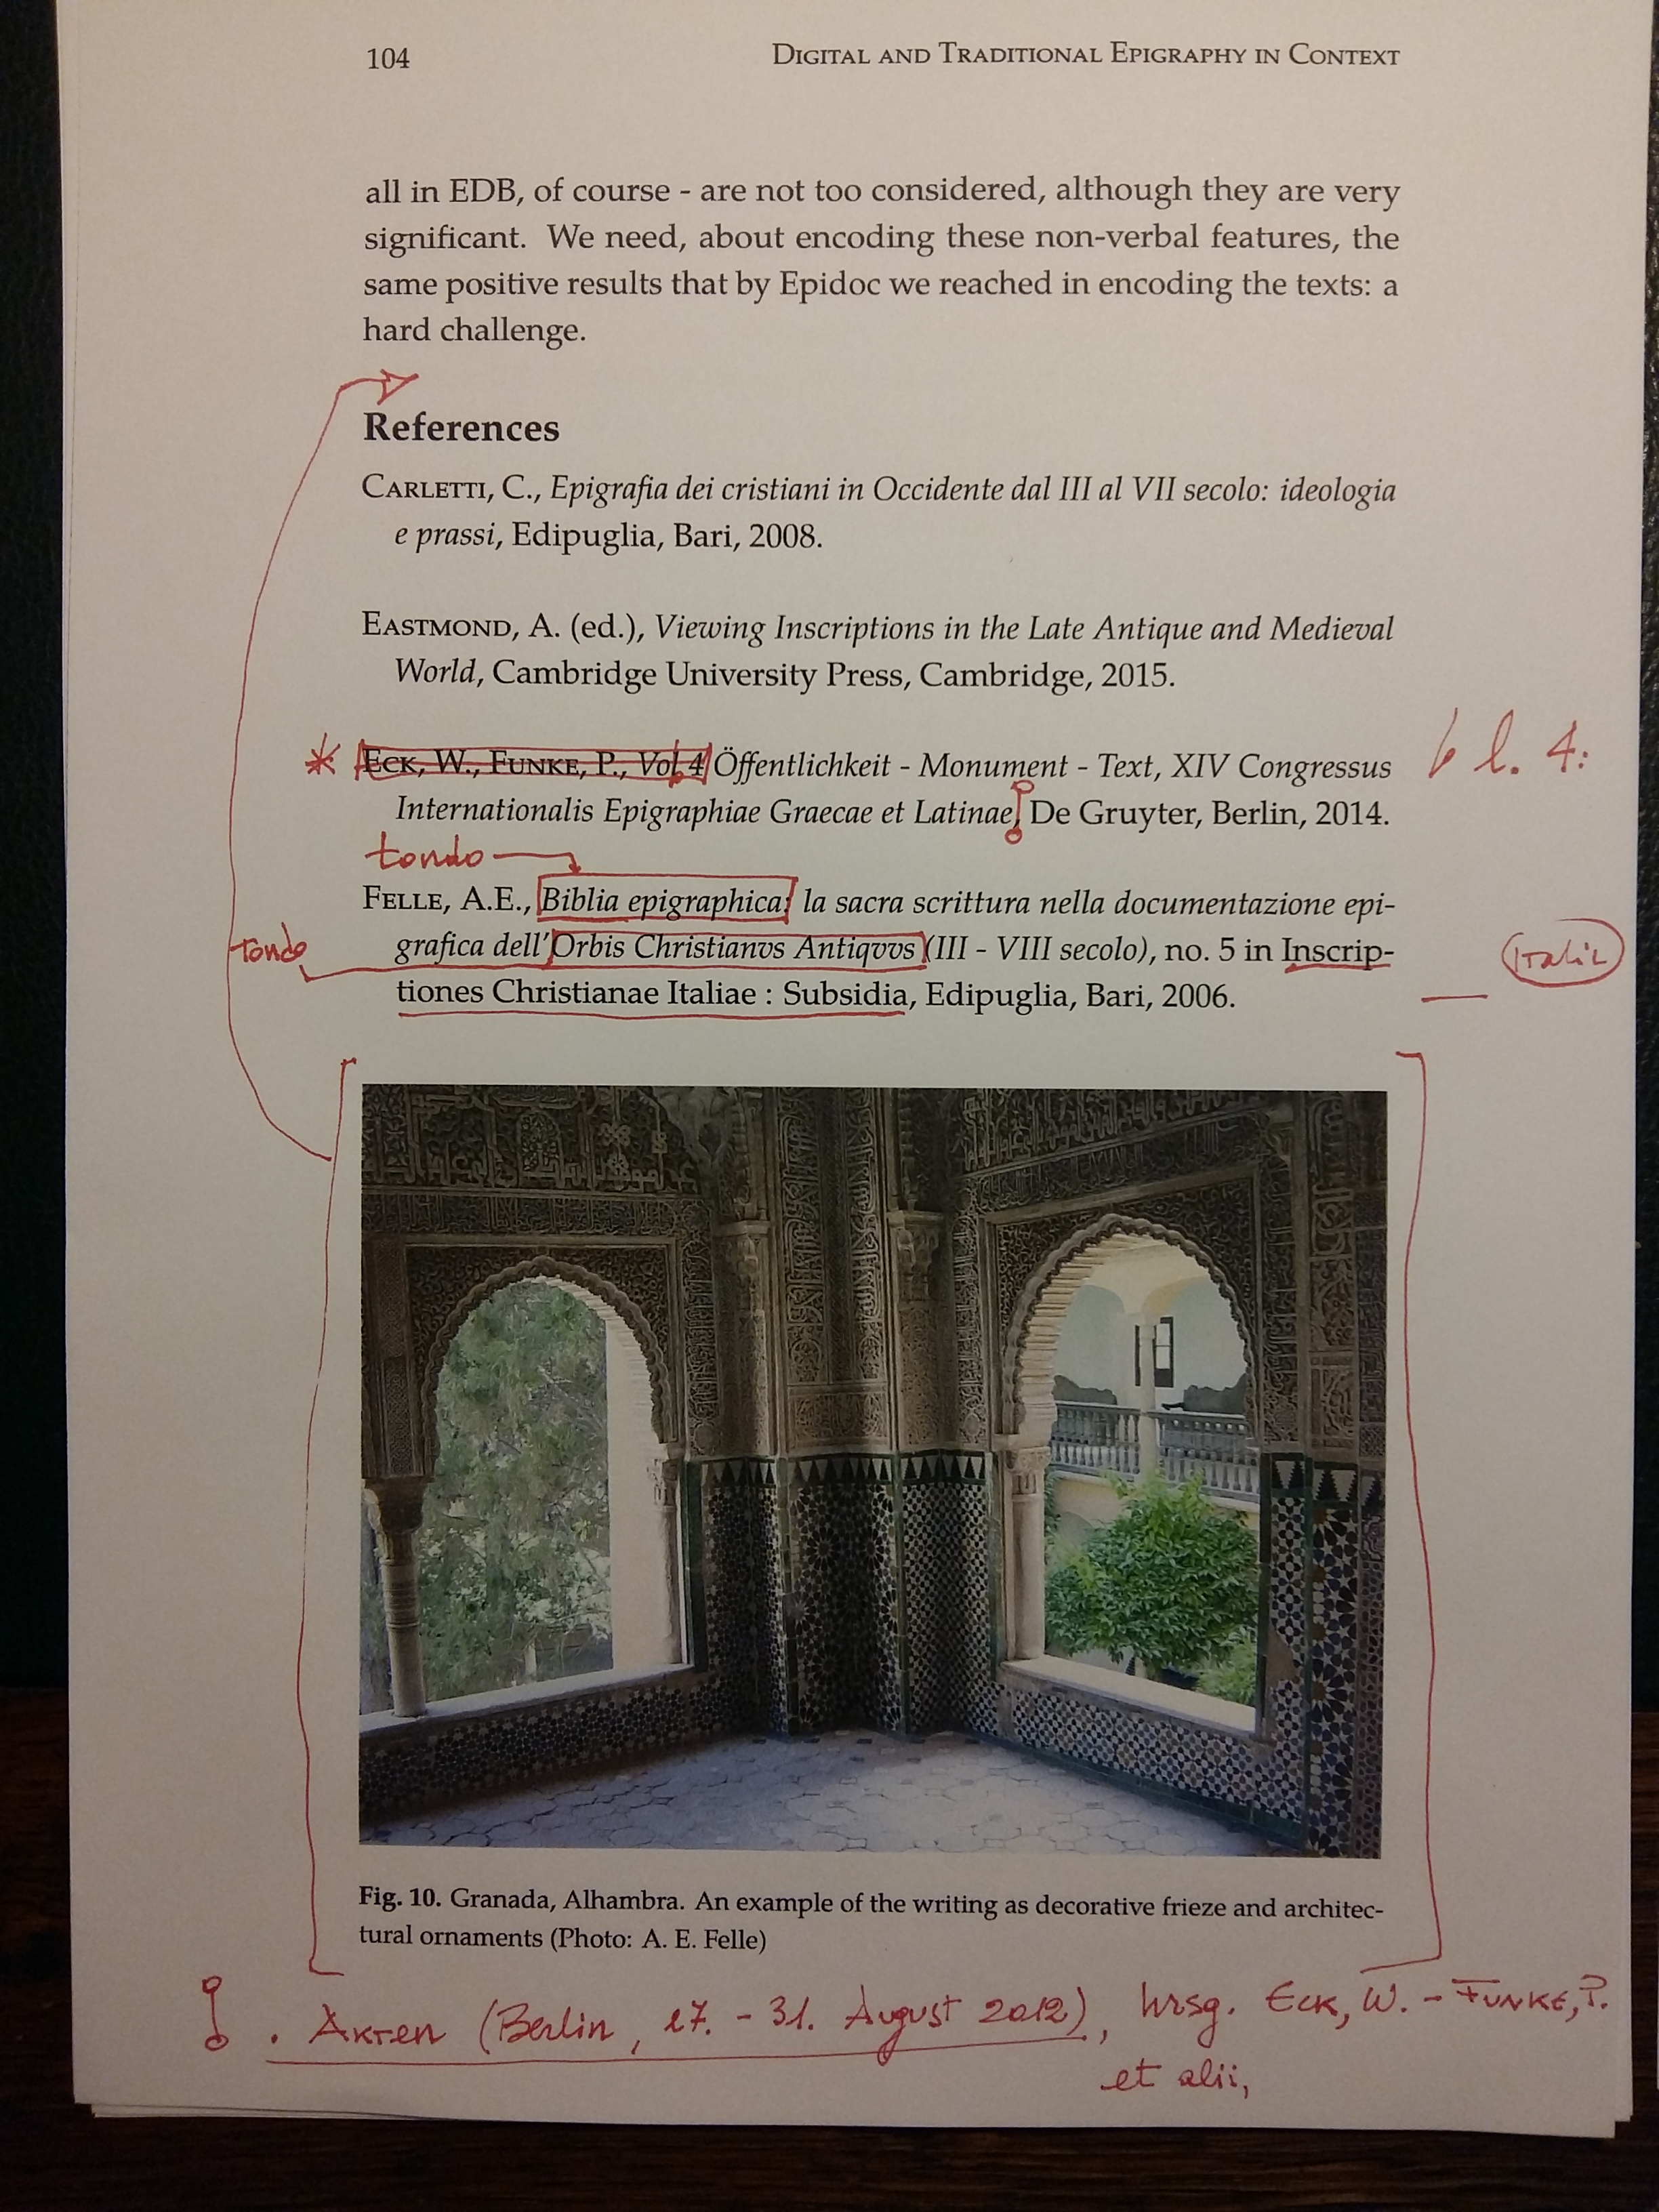 104 DIGITAL AND TRADITIONAL EPIGRAPHY IN CONTEXT
all in EDB, of course - are not too considered, although they are very
significant. We need, about encoding these non-verbal features, the
same positive results that by Epidoc we reached in encoding the texts: a
hard challenge.
References
CARLETTI, C., Epigrafia dei cristiani in Occidente dal III al VII secolo: ideologia
e prassi, Edipuglia, Bari, 2008.
EASTMOND, A. (ed.), Viewing Inscriptions in the Late Antique and Medieval
World, Cambridge University Press, Cambridge, 2015.
* ECK, W., FUNKE, P., Vol. 4 Öffentlichkeit - Monument - Text, XIV Congressus l. 4:
Internationalis Epigraphiae Graecae et Latinae, De Gruyter, Berlin, 2014.
tondo
FELLE, A.E., Biblia epigraphica: la sacra scrittura nella documentazione epi-
tondo grafica dell'Orbis Christianvs Antiqvvs (III - VIII secolo), no. 5 in Inscrip- Italic
tiones Christianae Italiae : Subsidia, Edipuglia, Bari, 2006.
Fig. 10. Granada, Alhambra. An example of the writing as decorative frieze and architec-
tural ornaments (Photo: A. E. Felle)
. Akten (Berlin, 27. - 31. August 2012), hrsg. Eck, W. - Funke, P.
et alii,